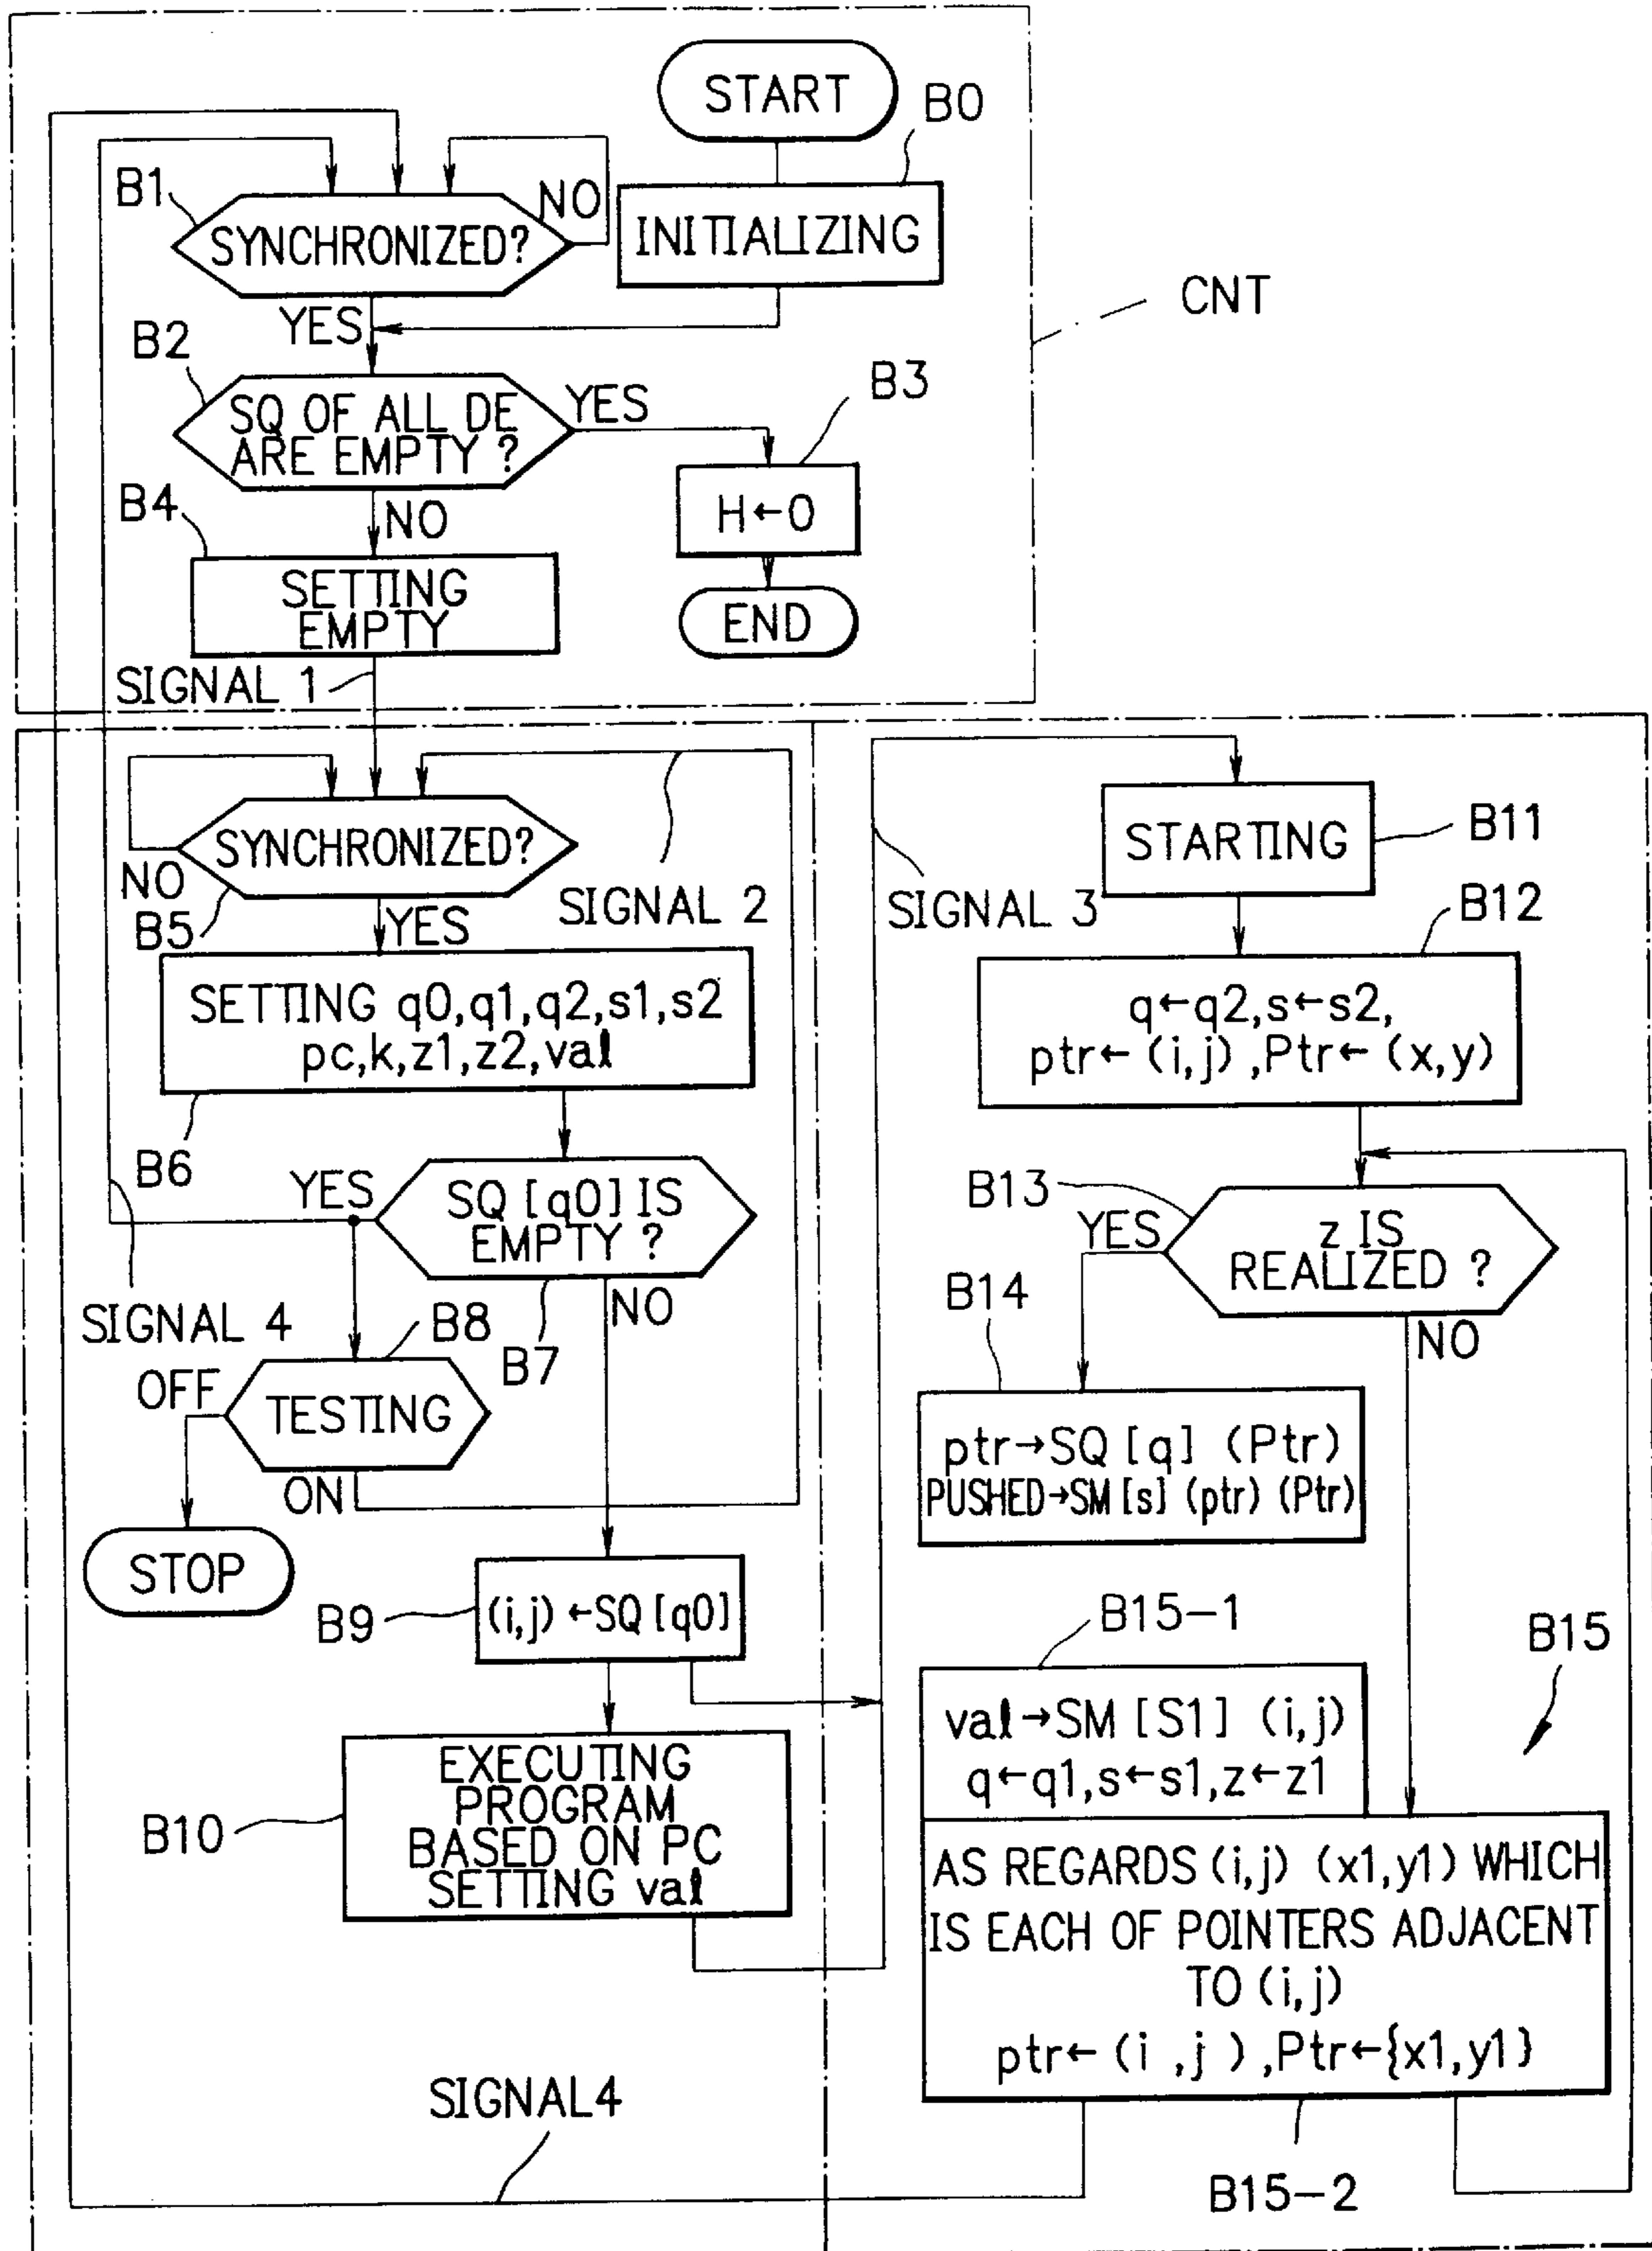 START
B0
B1
NO
SYNCHRONIZED?
INITIALIZING
CNT
YES
B2
SQ OF ALL DE
ARE EMPTY ?
YES
B3
B4
NO
H←0
SETTING
EMPTY
END
SIGNAL 1
SYNCHRONIZED?
NO
B5
YES
SIGNAL 2
SETTING q0,q1,q2,s1,s2
pc,k,z1,z2,val
B6
YES
SQ [q0] IS
EMPTY ?
NO
SIGNAL 4
B8
B7
OFF
TESTING
ON
STOP
B9
(i,j) ←SQ [q0]
EXECUTING
PROGRAM
BASED ON PC
SETTING val
B10
SIGNAL4
STARTING
B11
SIGNAL 3
B12
q←q2,s←s2,
ptr← (i,j) ,Ptr← (x,y)
B13
YES
z IS
REALIZED ?
B14
NO
ptr→SQ [q] (Ptr)
PUSHED→SM [s] (ptr) (Ptr)
B15-1
B15
val→SM [S1] (i,j)
q←q1,s←s1,z←z1
AS REGARDS (i,j) (x1,y1) WHICH
IS EACH OF POINTERS ADJACENT
TO (i,j)
ptr← (i ,j ) ,Ptr←{x1,y1}
B15-2